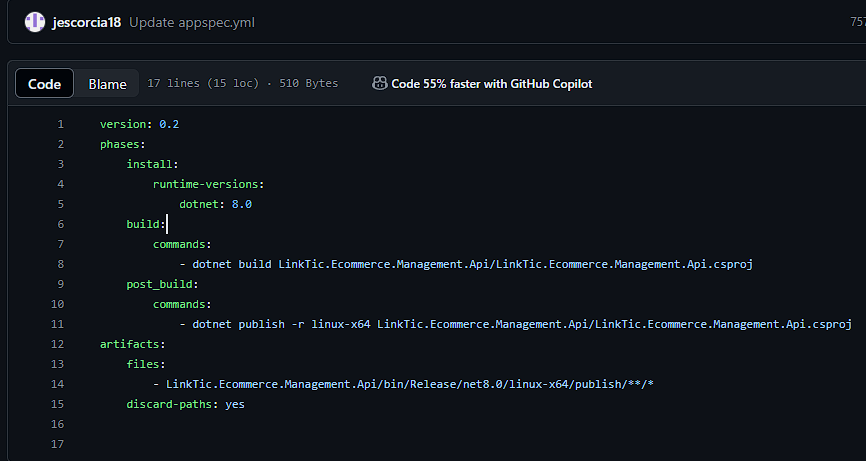 jescorcia18 Update appspec.yml 757
Code Blame 17 lines (15 loc) · 510 Bytes Code 55% faster with GitHub Copilot
1 version: 0.2
2 phases:
3 install:
4 runtime-versions:
5 dotnet: 8.0
6 build:
7 commands:
8 - dotnet build LinkTic.Ecommerce.Management.Api/LinkTic.Ecommerce.Management.Api.csproj
9 post_build:
10 commands:
11 - dotnet publish -r linux-x64 LinkTic.Ecommerce.Management.Api/LinkTic.Ecommerce.Management.Api.csproj
12 artifacts:
13 files:
14 - LinkTic.Ecommerce.Management.Api/bin/Release/net8.0/linux-x64/publish/**/*
15 discard-paths: yes
16
17